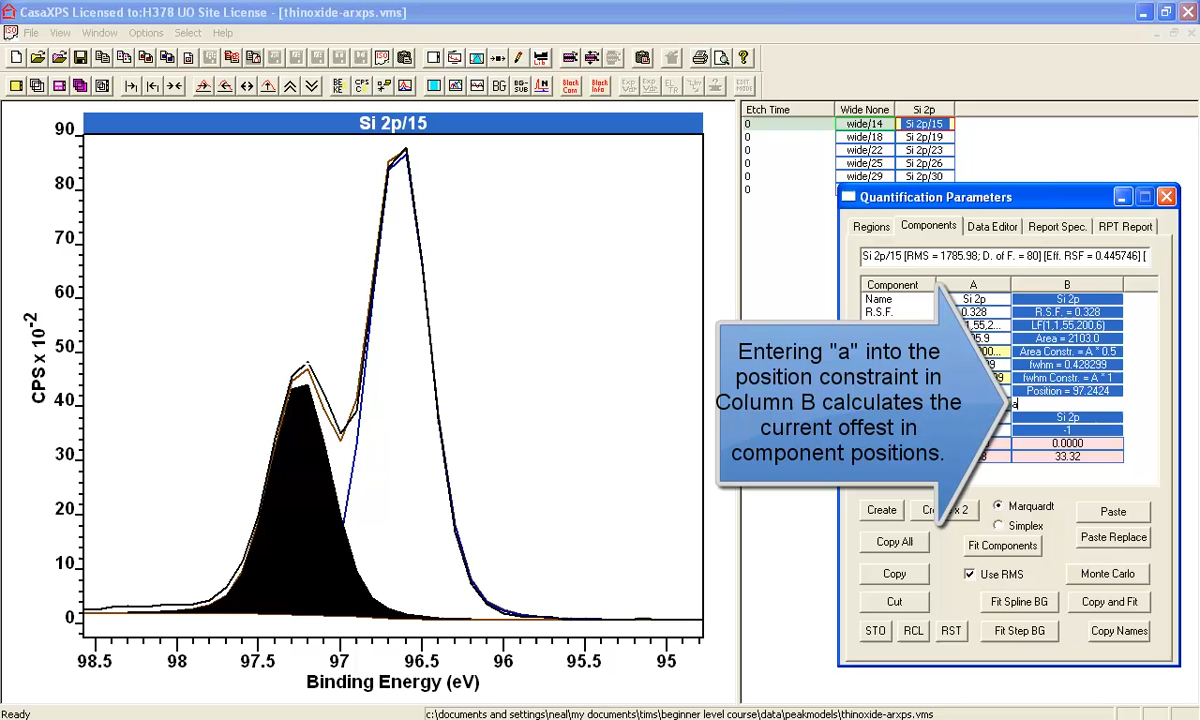 CasaXPS Licensed to:H378 UO Site License - [thinoxide-arxps.vms]
File View Window Options Select Help
Si 2p/15
90
80
70
60
50
40
30
20
10
0
CPS x 10-2
98.5 98 97.5 97 96.5 96 95.5 95
Binding Energy (eV)
Etch Time Wide None Si 2p
0 wide/14 Si 2p/15
0 wide/18 Si 2p/19
0 wide/22 Si 2p/23
0 wide/25 Si 2p/26
0 wide/29 Si 2p/30
0
Quantification Parameters
Regions Components Data Editor Report Spec. RPT Report
Si 2p/15 [RMS = 1785.98; D. of F. = 80] [Eff. RSF = 0.445746] [
Component A B
Name Si 2p Si 2p
R.S.F. 0.328 R.S.F. = 0.328
1,55,2... LF(1,1,55,200,6)
Area = 2103.0
Area Constr. = A * 0.5
fwhm = 0.428299
fwhm Constr. = A * 1
Position = 97.2424
a
Si 2p
-1
0.0000
33.32
Entering "a" into the
position constraint in
Column B calculates the
current offest in
component positions.
Create
Marquardt
Simplex
Paste
Copy All
Fit Components
Paste Replace
Copy
Use RMS
Monte Carlo
Cut
Fit Spline BG
Copy and Fit
STO RCL RST
Fit Step BG
Copy Names
Ready
c:\documents and settings\neal\my documents\tims\beginner level course\data\peakmodels\thinoxide-arxps.vms